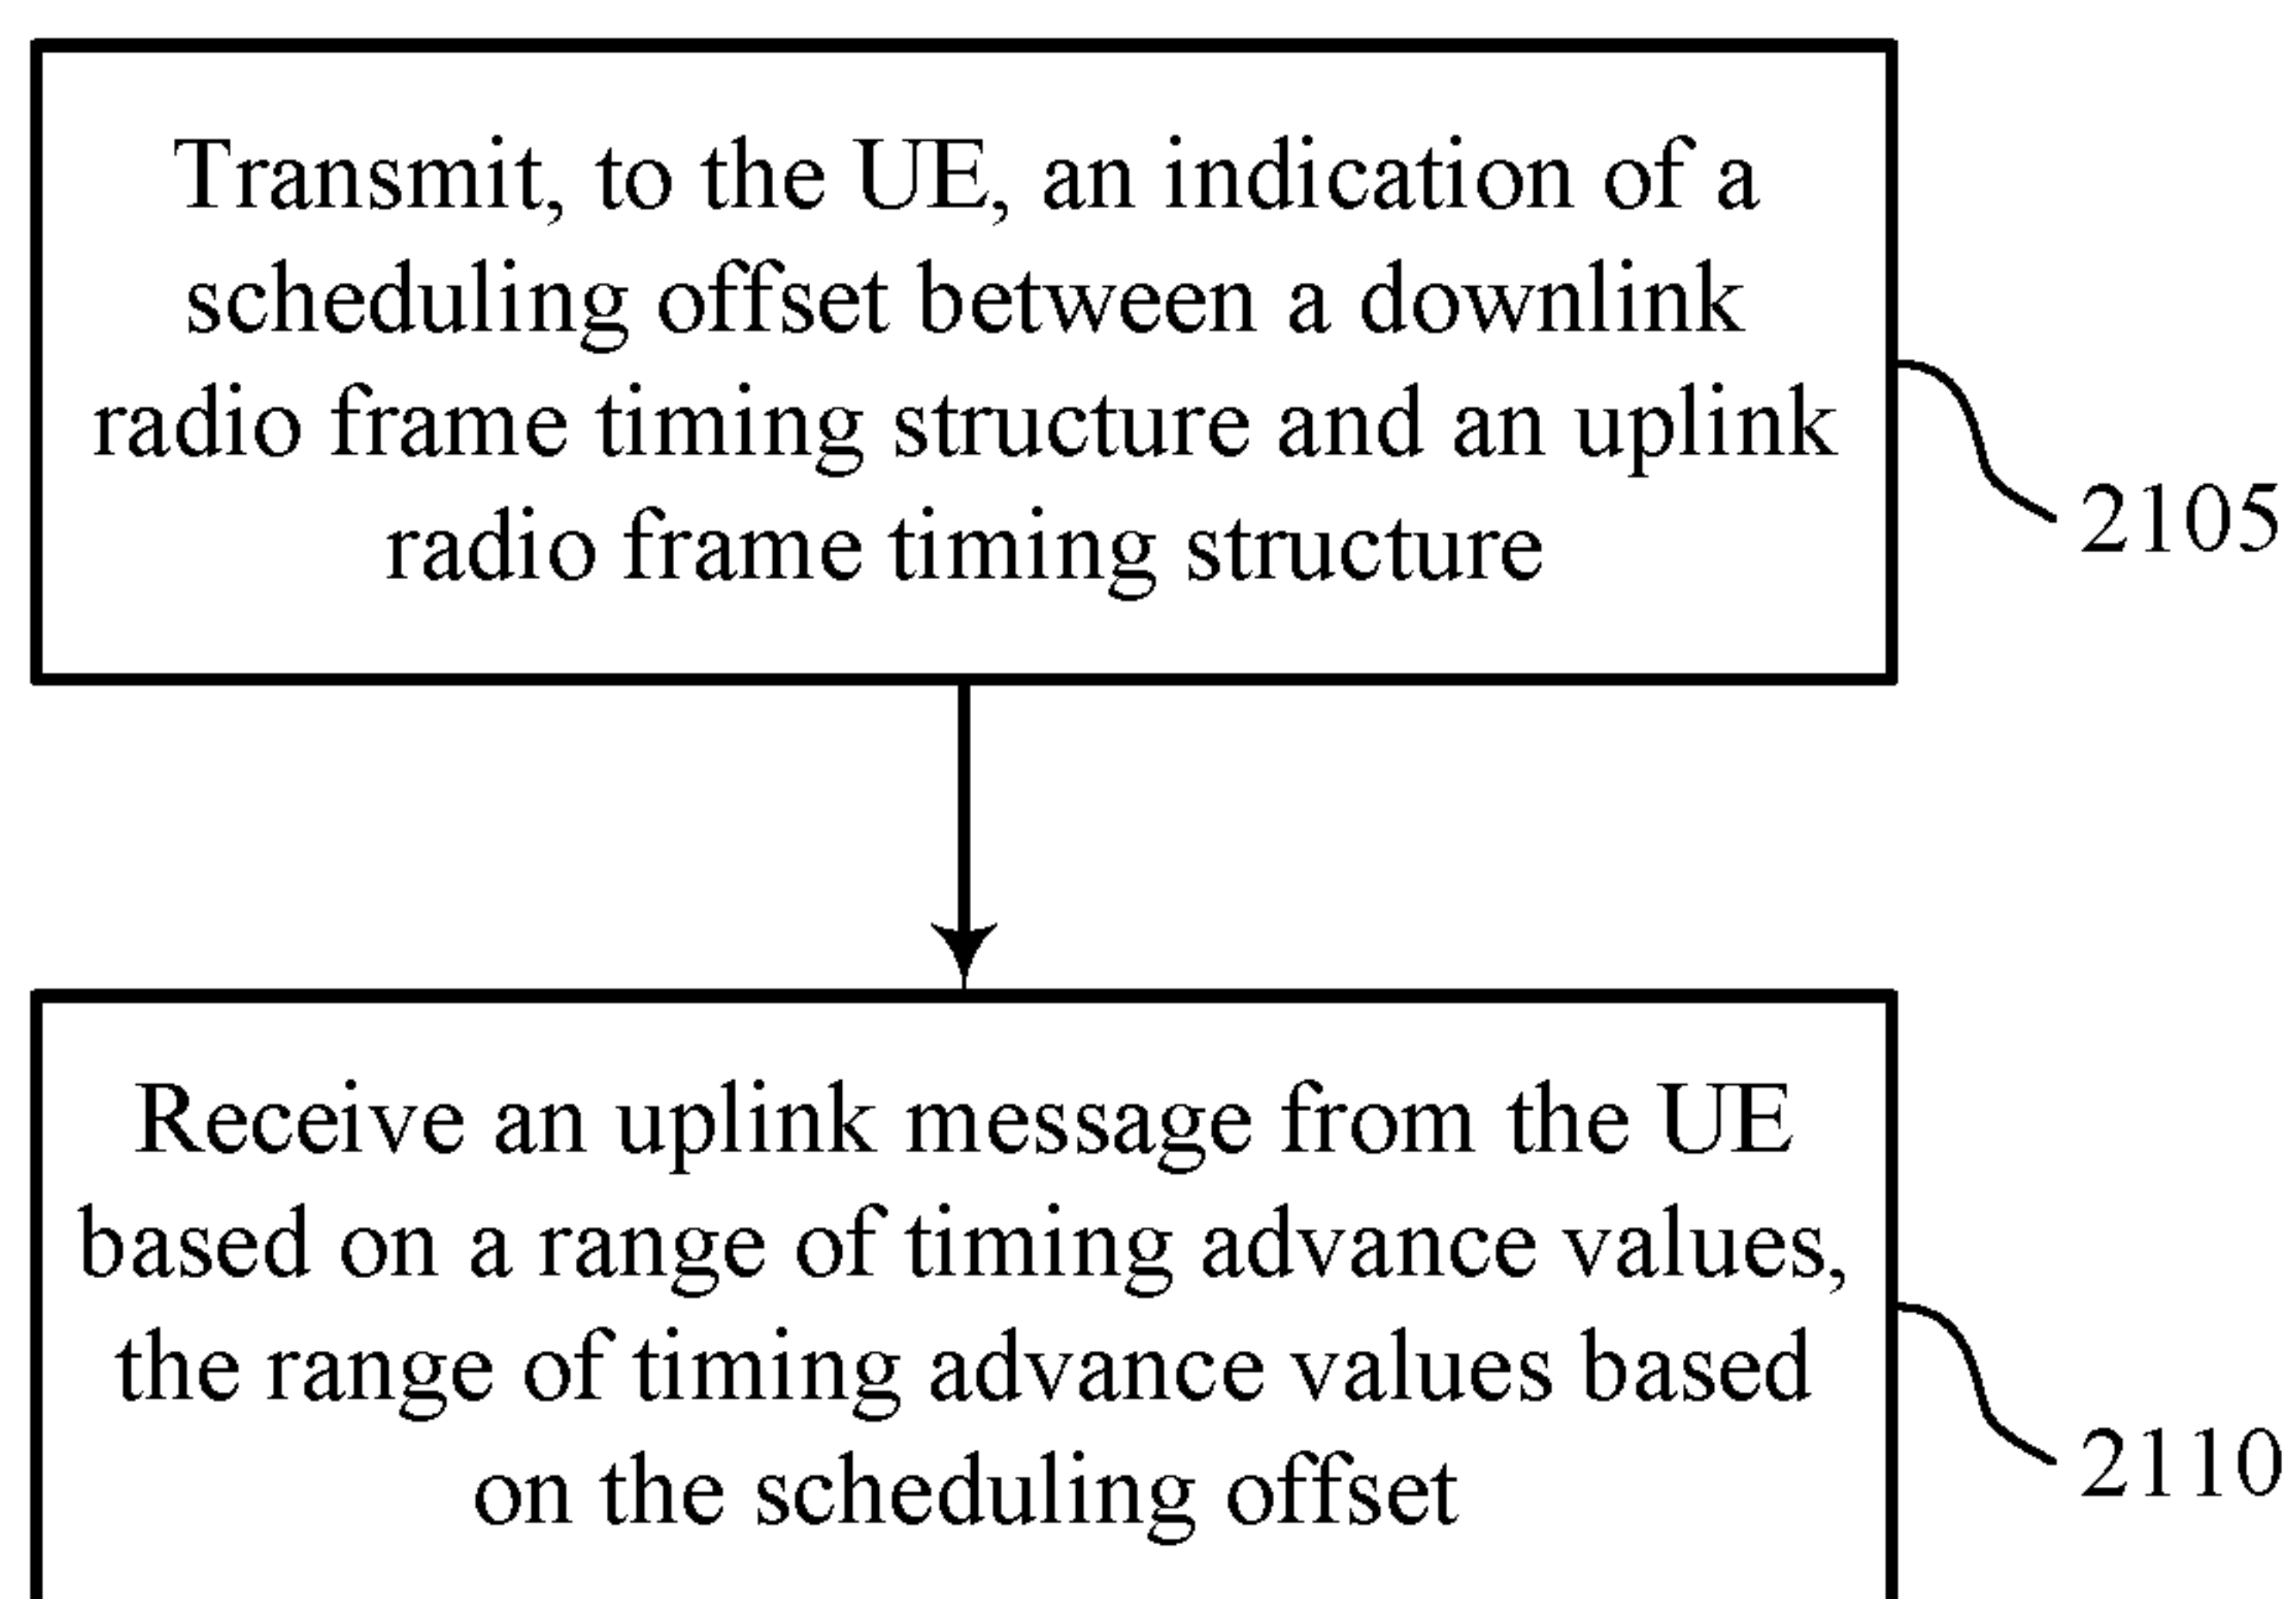 Transmit, to the UE, an indication of a
scheduling offset between a downlink
radio frame timing structure and an uplink
radio frame timing structure
2105
Receive an uplink message from the UE
based on a range of timing advance values,
the range of timing advance values based
on the scheduling offset
2110